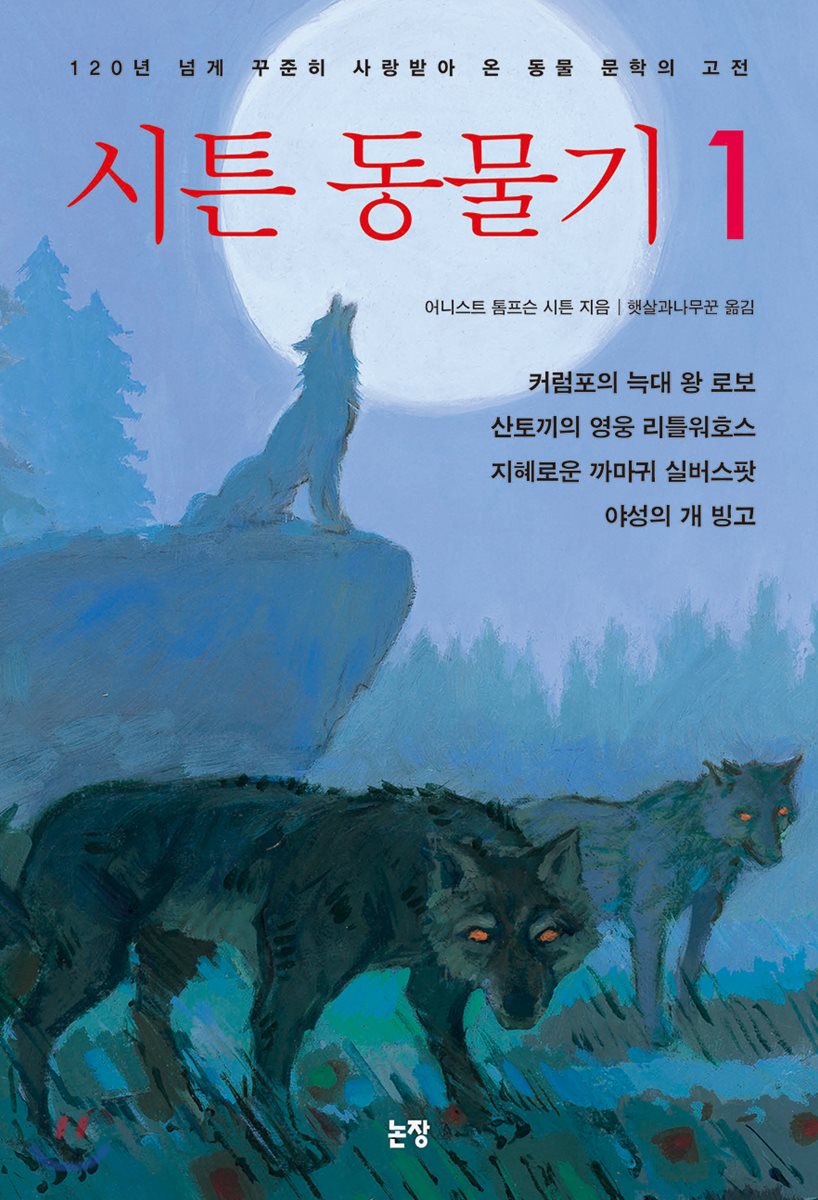 120년 넘게 꾸준히 사랑받아 온 동물 문학의 고전
시튼 동물기 1
어니스트 톰프슨 시튼 지음 | 햇살과나무꾼 옮김
커럼포의 늑대 왕 로보
산토끼의 영웅 리틀워호스
지혜로운 까마귀 실버스팟
야성의 개 빙고
논장